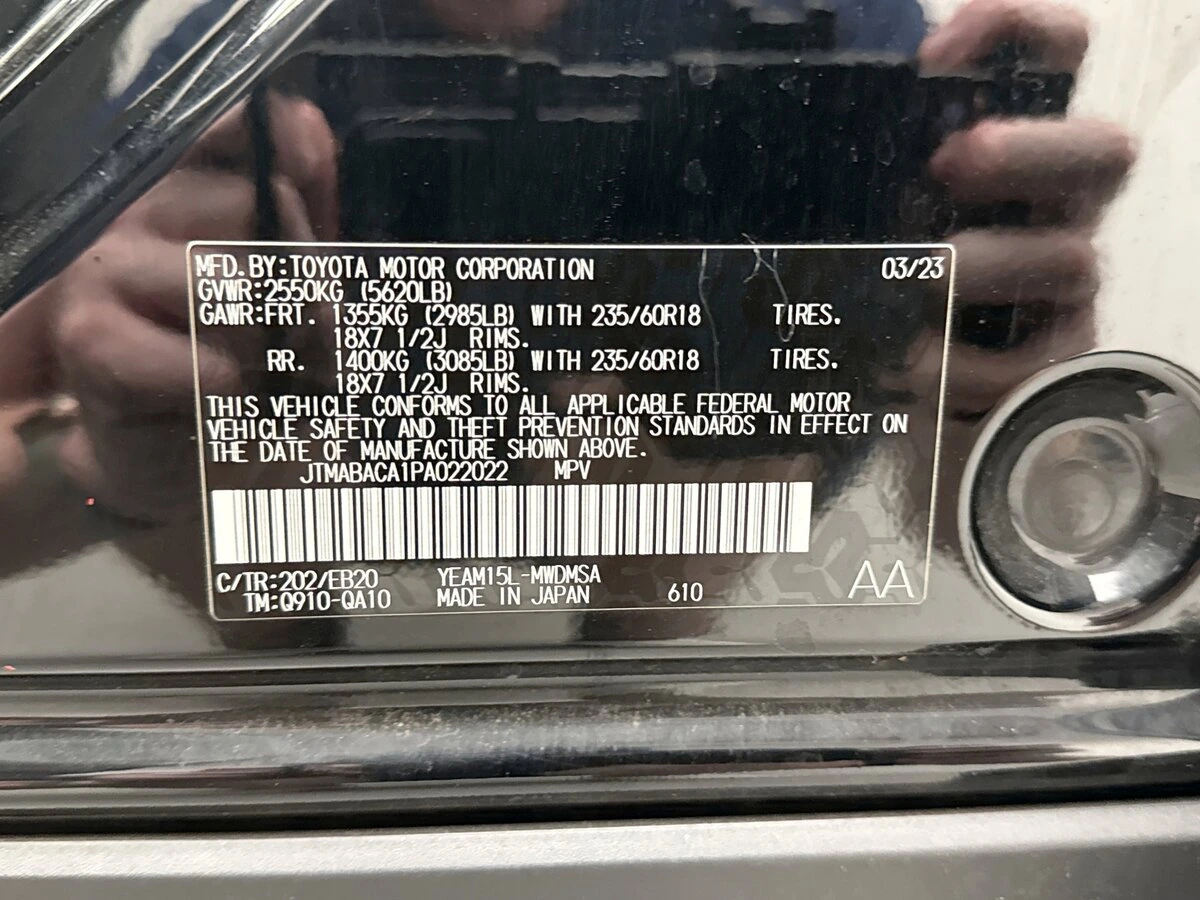 MFD. BY:TOYOTA MOTOR CORPORATION 03/23
GVWR:2550KG (5620LB)
GAWR:FRT. 1355KG (2985LB) WITH 235/60R18 TIRES.
18X7 1/2J RIMS.
RR. 1400KG (3085LB) WITH 235/60R18 TIRES.
18X7 1/2J RIMS.
THIS VEHICLE CONFORMS TO ALL APPLICABLE FEDERAL MOTOR
VEHICLE SAFETY AND THEFT PREVENTION STANDARDS IN EFFECT ON
THE DATE OF MANUFACTURE SHOWN ABOVE.
JTMABACA1PA022022 MPV
C/TR:202/EB20 YEAM15L-MWDMSA
TM:Q910-QA10 MADE IN JAPAN 610 AA